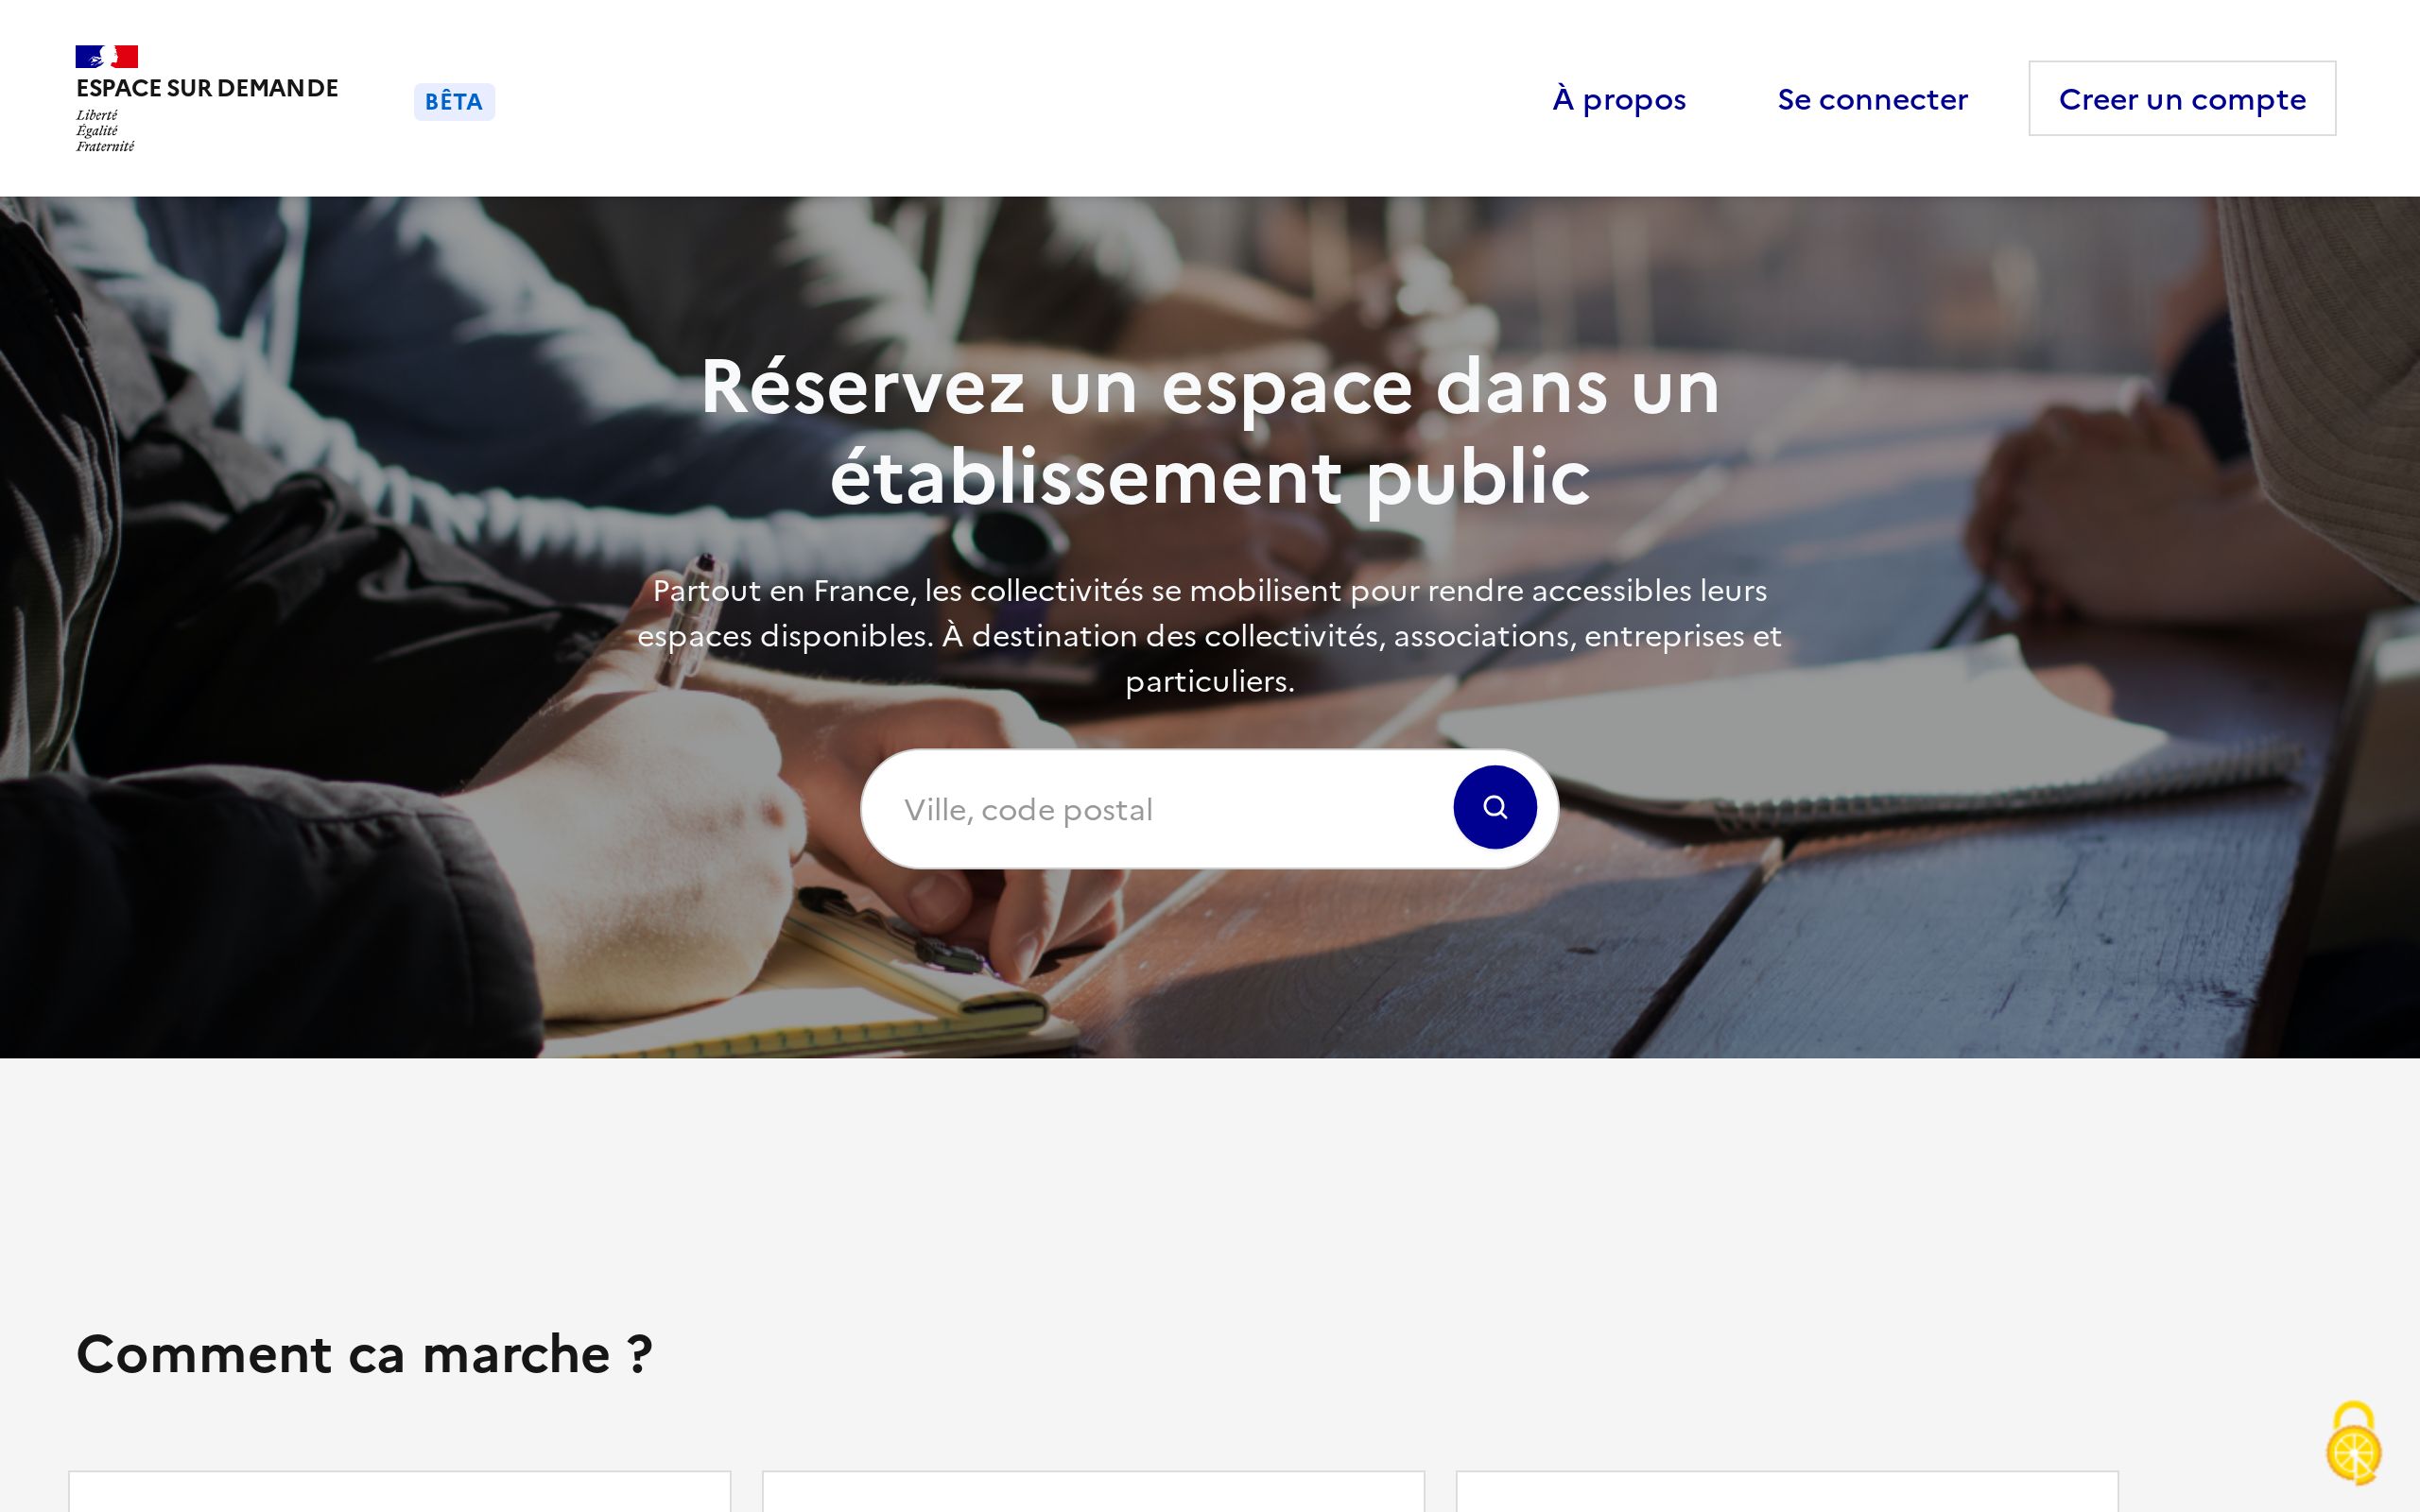 ESPACE SUR DEMANDE
Liberté
Égalité
Fraternité
BÊTA
À propos
Se connecter
Creer un compte
Réservez un espace dans un
établissement public
Partout en France, les collectivités se mobilisent pour rendre accessibles leurs
espaces disponibles. À destination des collectivités, associations, entreprises et
particuliers.
Ville, code postal
Comment ca marche ?